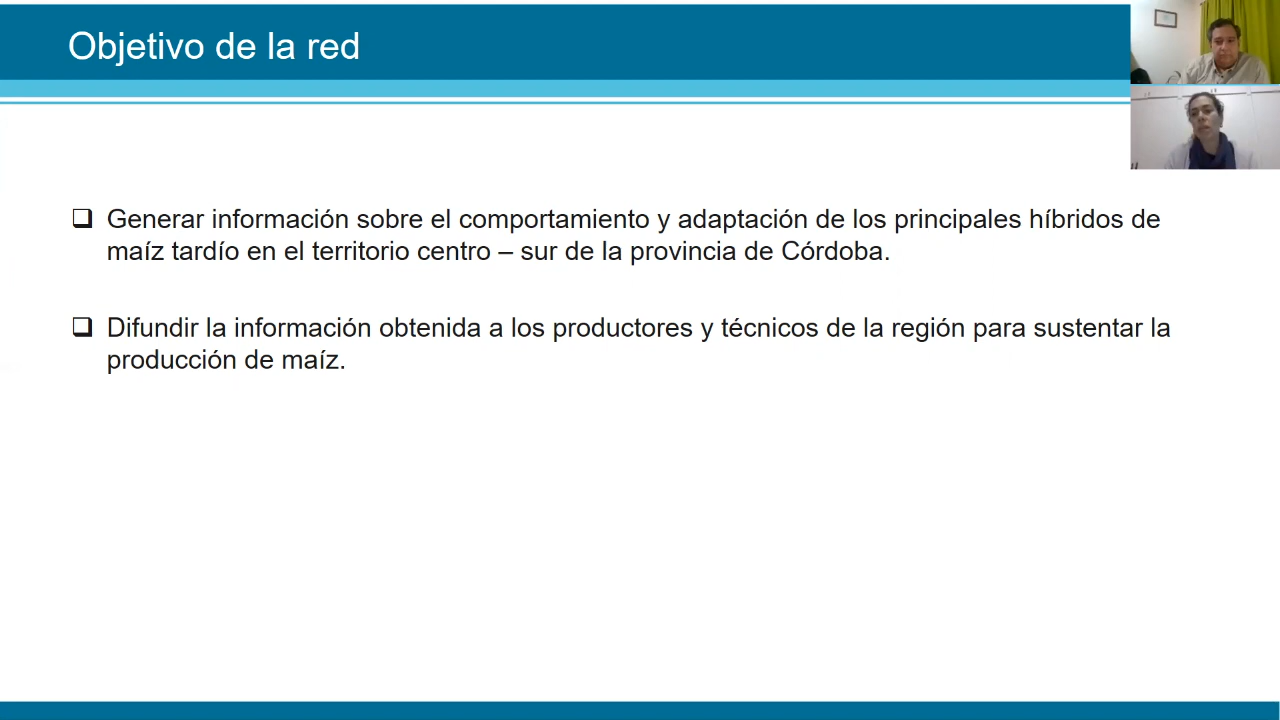 Objetivo de la red
Generar información sobre el comportamiento y adaptación de los principales híbridos de
maíz tardío en el territorio centro – sur de la provincia de Córdoba.
Difundir la información obtenida a los productores y técnicos de la región para sustentar la
producción de maíz.